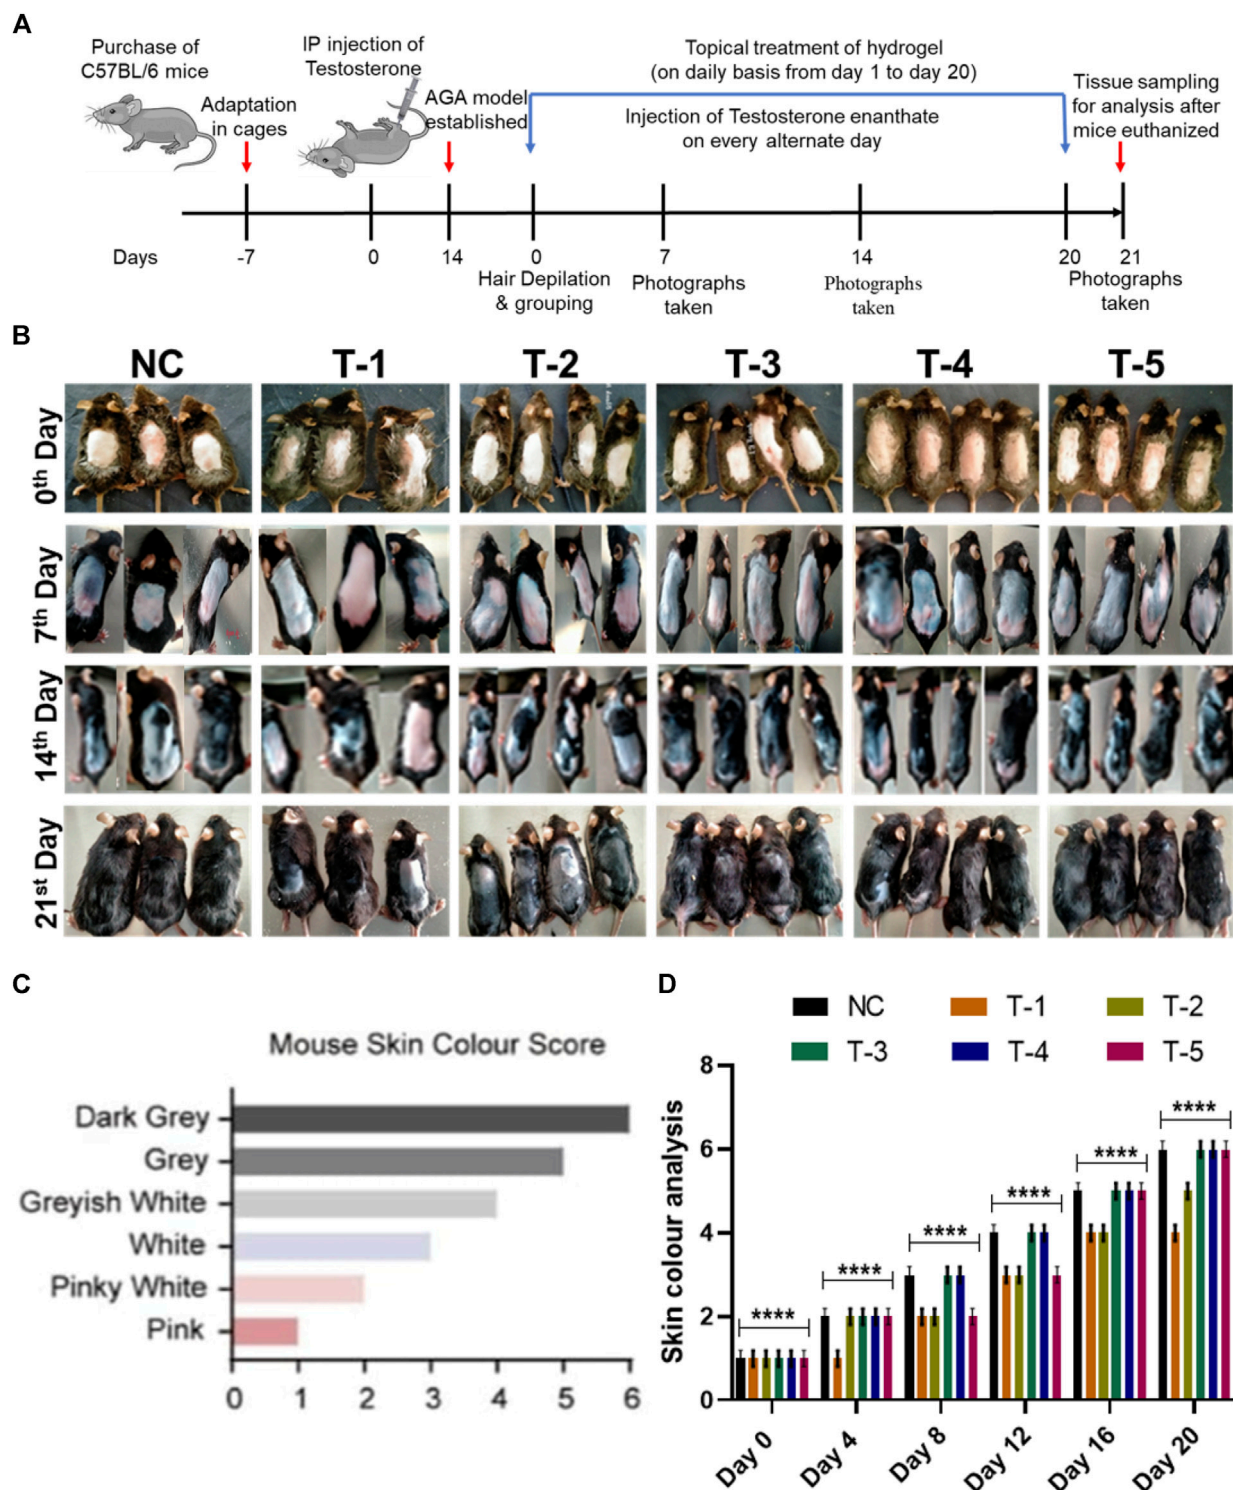 A
Purchase of
C57BL/6 mice
Adaptation
in cages
IP injection of
Testosterone
AGA model
established
Topical treatment of hydrogel
(on daily basis from day 1 to day 20)
Injection of Testosterone enanthate
on every alternate day
Tissue sampling
for analysis after
mice euthanized
Days
-7
0
14
0
7
14
20
21
Hair Depilation
& grouping
Photographs
taken
Photographs
taken
Photographs
taken
B
NC
T-1
T-2
T-3
T-4
T-5
0th Day
7th Day
14th Day
21st Day
C
Mouse Skin Colour Score
Dark Grey
Grey
Greyish White
White
Pinky White
Pink
0 1 2 3 4 5 6
D
NC T-1 T-2
T-3 T-4 T-5
Skin colour analysis
8
6
4
2
0
****
****
****
****
****
****
Day 0 Day 4 Day 8 Day 12 Day 16 Day 20